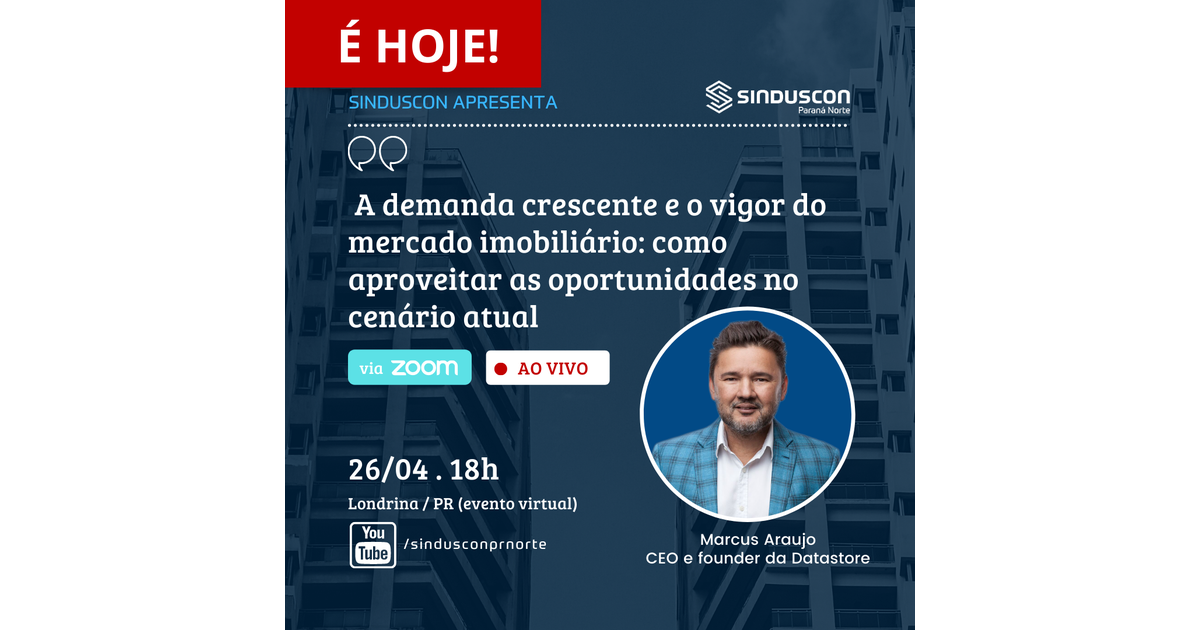 É HOJE!
SINDUSCON APRESENTA
SINDUSCON
Paraná Norte
A demanda crescente e o vigor do
mercado imobiliário: como
aproveitar as oportunidades no
cenário atual
via zoom
AO VIVO
26/04 . 18h
Londrina / PR (evento virtual)
You
Tube
/sindusconprnorte
Marcus Araujo
CEO e founder da Datastore